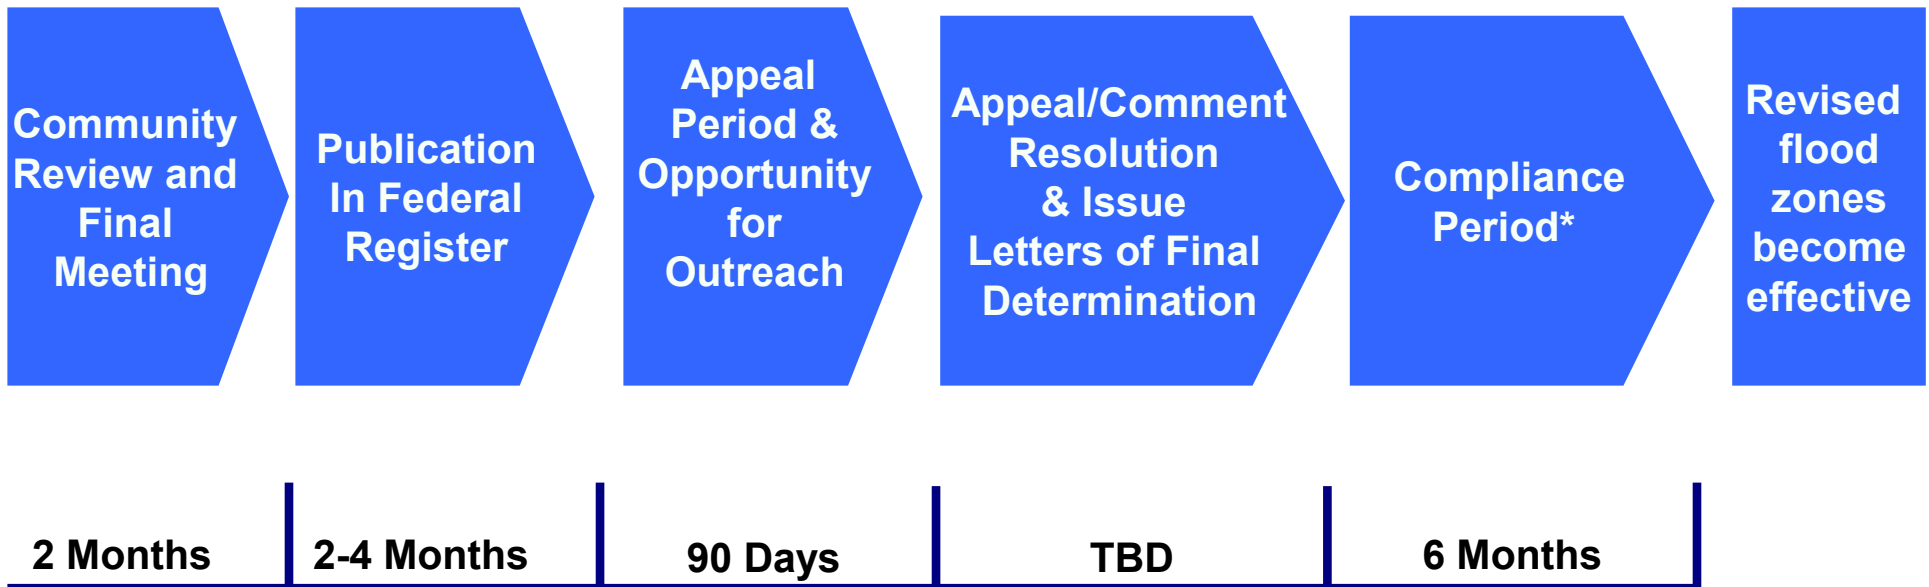 Community
Review and
Final
Meeting
Publication
In Federal
Register
Appeal
Period &
Opportunity
for
Outreach
Appeal/Comment
Resolution
& Issue
Letters of Final
Determination
Compliance
Period*
Revised
flood
zones
become
effective
2 Months
2-4 Months
90 Days
TBD
6 Months